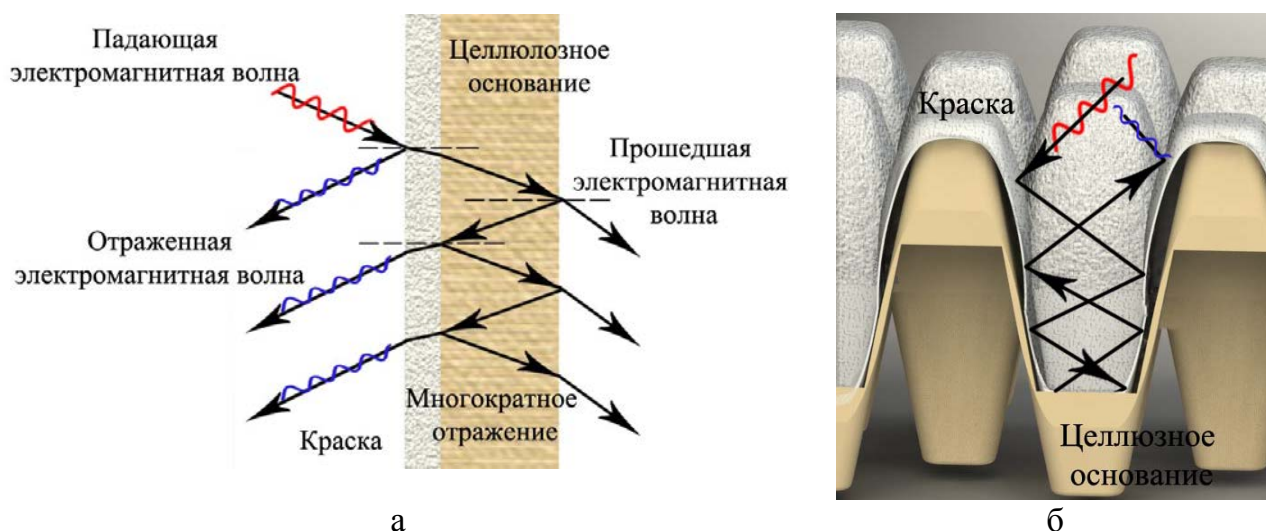 Падающая
электромагнитная волна
Целлюлозное
основание
Прошедшая
электромагнитная
волна
Отраженная
электромагнитная волна
Многократное
отражение
Краска
а
Краска
Целлюзное
основание
б